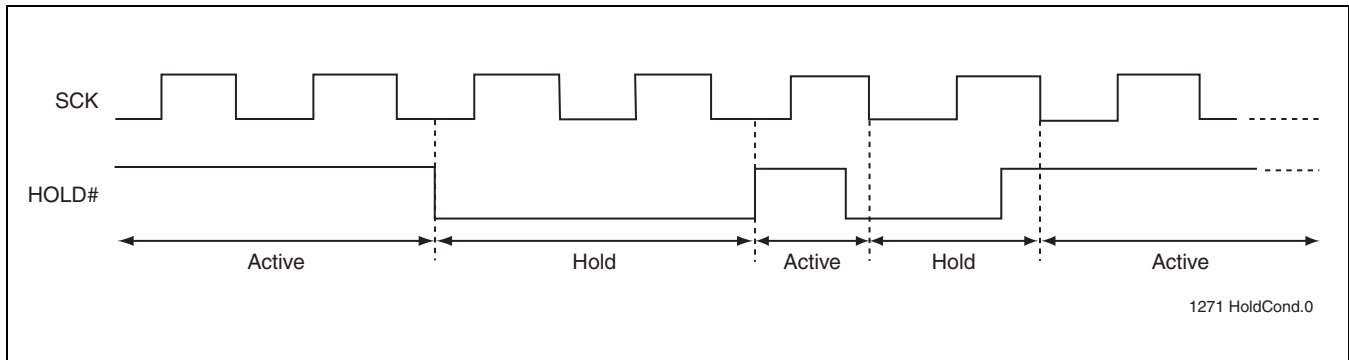 SCK
HOLD#
Active
Hold
Active
Hold
Active
1271 HoldCond.0